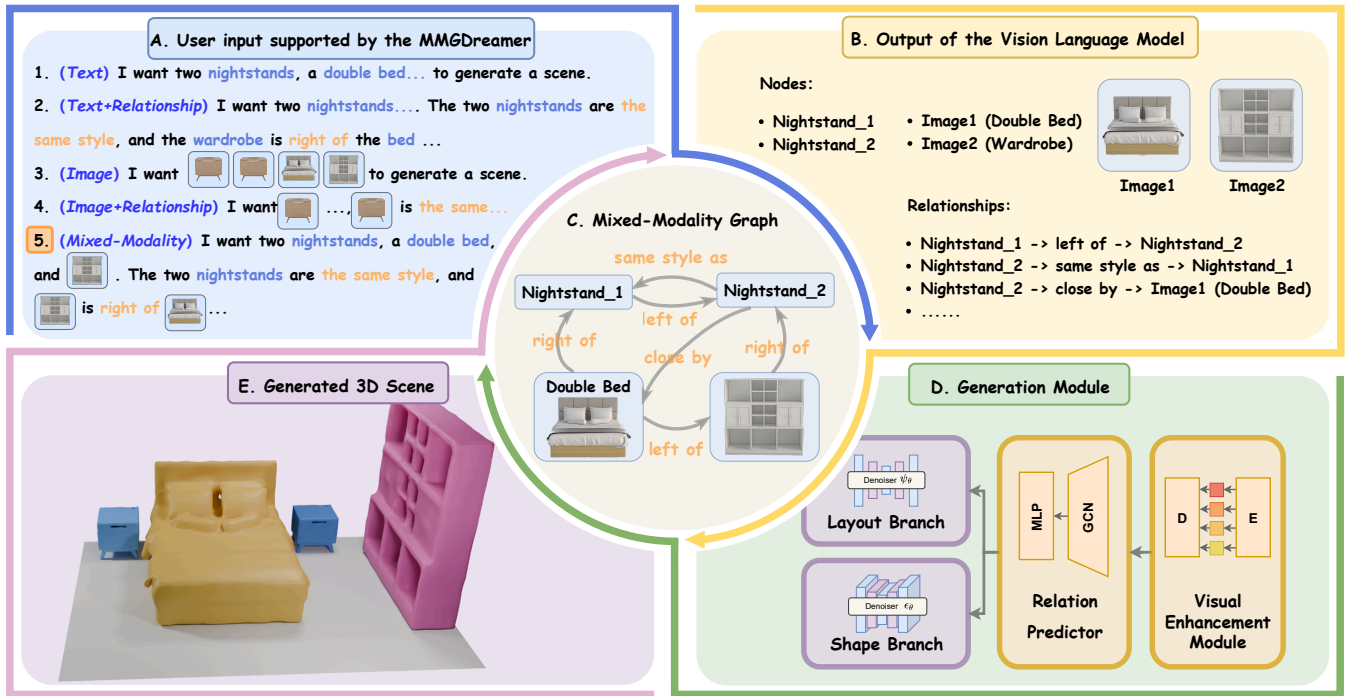 A. User input supported by the MMGDreamer
1. (Text) I want two nightstands, a double bed... to generate a scene.
2. (Text+Relationship) I want two nightstands.... The two nightstands are the
same style, and the wardrobe is right of the bed ...
3. (Image) I want to generate a scene.
4. (Image+Relationship) I want ..., is the same...
5. (Mixed-Modality) I want two nightstands, a double bed,
and . The two nightstands are the same style, and
is right of ...
B. Output of the Vision Language Model
Nodes:
• Nightstand_1
• Nightstand_2
• Image1 (Double Bed)
• Image2 (Wardrobe)
Image1
Image2
Relationships:
• Nightstand_1 -> left of -> Nightstand_2
• Nightstand_2 -> same style as -> Nightstand_1
• Nightstand_2 -> close by -> Image1 (Double Bed)
• ......
C. Mixed-Modality Graph
same style as
Nightstand_1
Nightstand_2
left of
right of
close by
right of
Double Bed
left of
D. Generation Module
Denoiser ψθ
Layout Branch
Denoiser ϵθ
Shape Branch
MLP
GCN
Relation
Predictor
D
E
Visual
Enhancement
Module
E. Generated 3D Scene